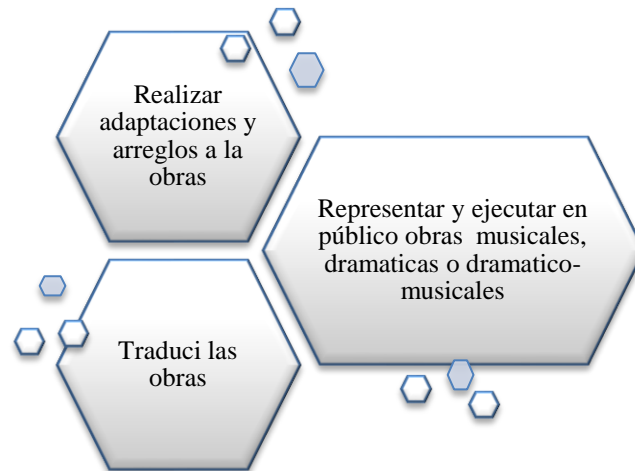 Realizar
adaptaciones y
arreglos a la
obras
Representar y ejecutar en
público obras musicales,
dramaticas o dramatico-
musicales
Traduci las
obras